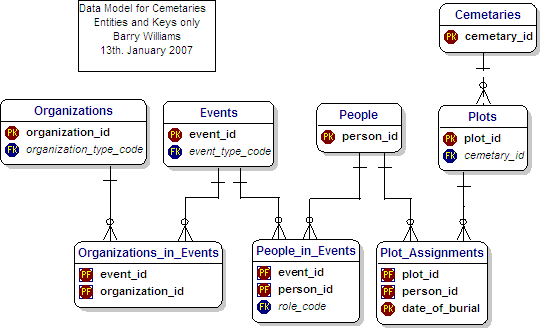 Data Model for Cemetaries
Entities and Keys only
Barry Williams
13th. January 2007
Cemetaries
PK cemetary_id
Organizations
PK organization_id
FK organization_type_code
Events
PK event_id
FK event_type_code
People
PK person_id
Plots
PK plot_id
FK cemetary_id
Organizations_in_Events
PF event_id
PF organization_id
People_in_Events
PF event_id
PF person_id
FK role_code
Plot_Assignments
PF plot_id
PF person_id
PK date_of_burial